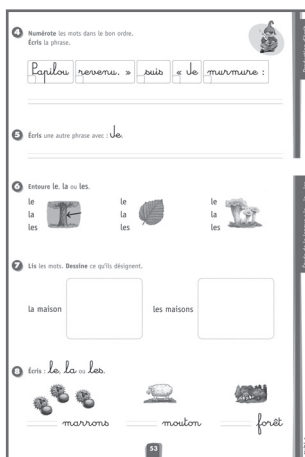 4 Numérote les mots dans le bon ordre.
Écris la phrase.
Papilou revenu. » suis « Je murmure :
5 Écris une autre phrase avec : Je.
6 Entoure le, la ou les.
le le le
la la la
les les les
7 Lis les mots. Dessine ce qu'ils désignent.
la maison les maisons
8 Écris : le, la ou les.
marrons mouton forêt
53